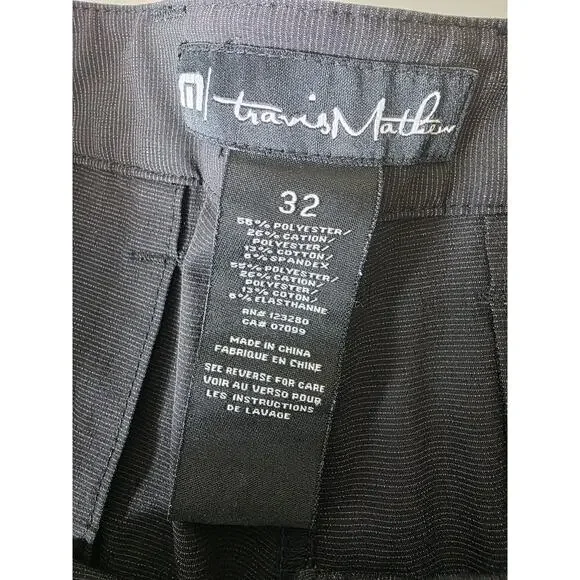 m/travisMathew
32
55% POLYESTER/
26% CATION/
POLYESTER/
13% COTTON/
6% SPANDEX
55% POLYESTER/
26% CATION/
POLYESTER/
13% COTON/
6% ELASTHANNE
RN# 123280
CA# 07099
MADE IN CHINA
FABRIQUE EN CHINE
SEE REVERSE FOR CARE
VOIR AU VERSO POUR
LES INSTRUCTIONS
DE LAVAGE